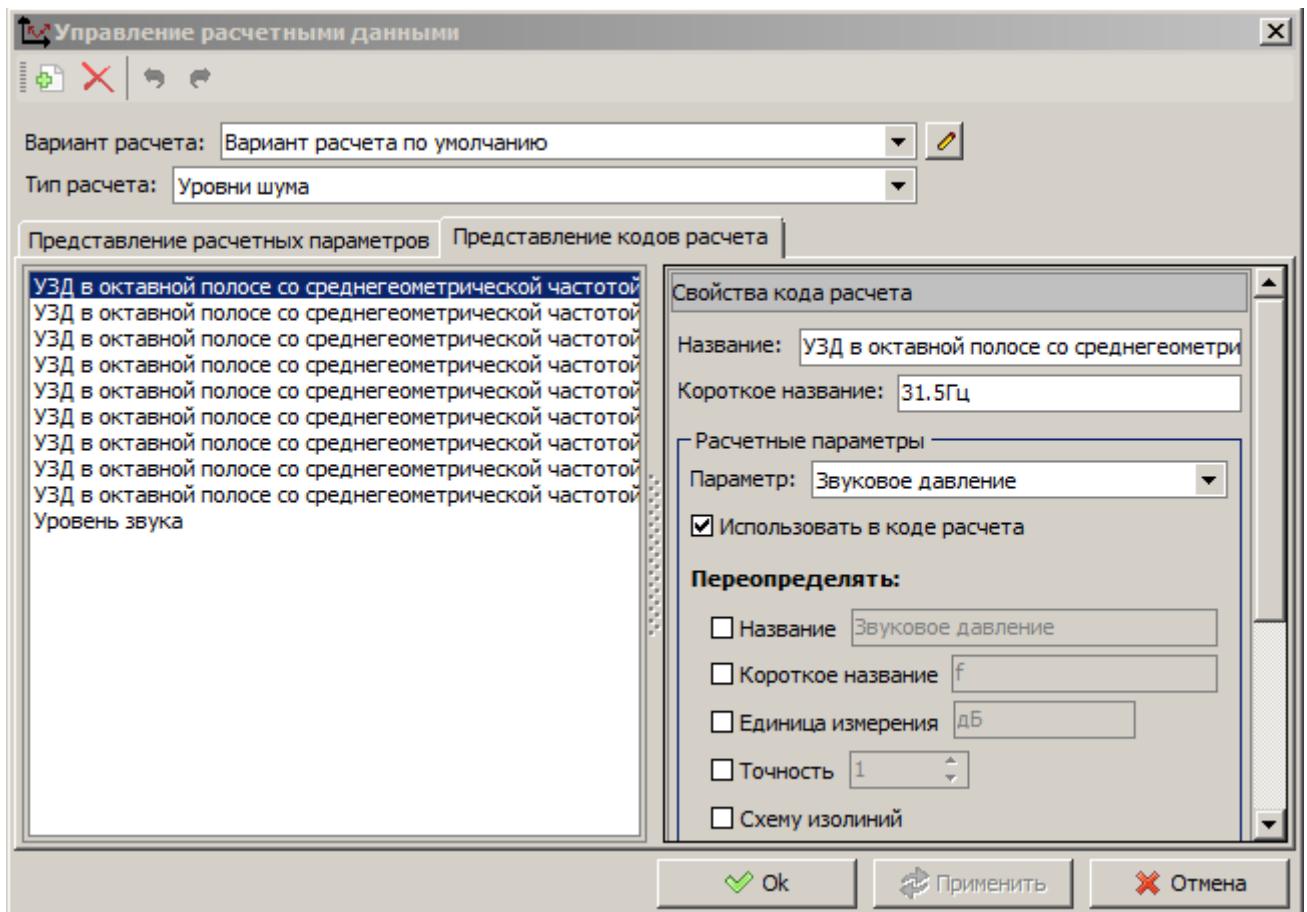 Управление расчетными данными
Вариант расчета: Вариант расчета по умолчанию
Тип расчета: Уровни шума
Представление расчетных параметров Представление кодов расчета
УЗД в октавной полосе со среднегеометрической частотой
УЗД в октавной полосе со среднегеометрической частотой
УЗД в октавной полосе со среднегеометрической частотой
УЗД в октавной полосе со среднегеометрической частотой
УЗД в октавной полосе со среднегеометрической частотой
УЗД в октавной полосе со среднегеометрической частотой
УЗД в октавной полосе со среднегеометрической частотой
УЗД в октавной полосе со среднегеометрической частотой
УЗД в октавной полосе со среднегеометрической частотой
Уровень звука
Свойства кода расчета
Название: УЗД в октавной полосе со среднегеометри
Короткое название: 31.5Гц
Расчетные параметры
Параметр: Звуковое давление
Использовать в коде расчета
Переопределять:
Название Звуковое давление
Короткое название f
Единица измерения дБ
Точность 1
Схему изолиний
Ok Применить Отмена